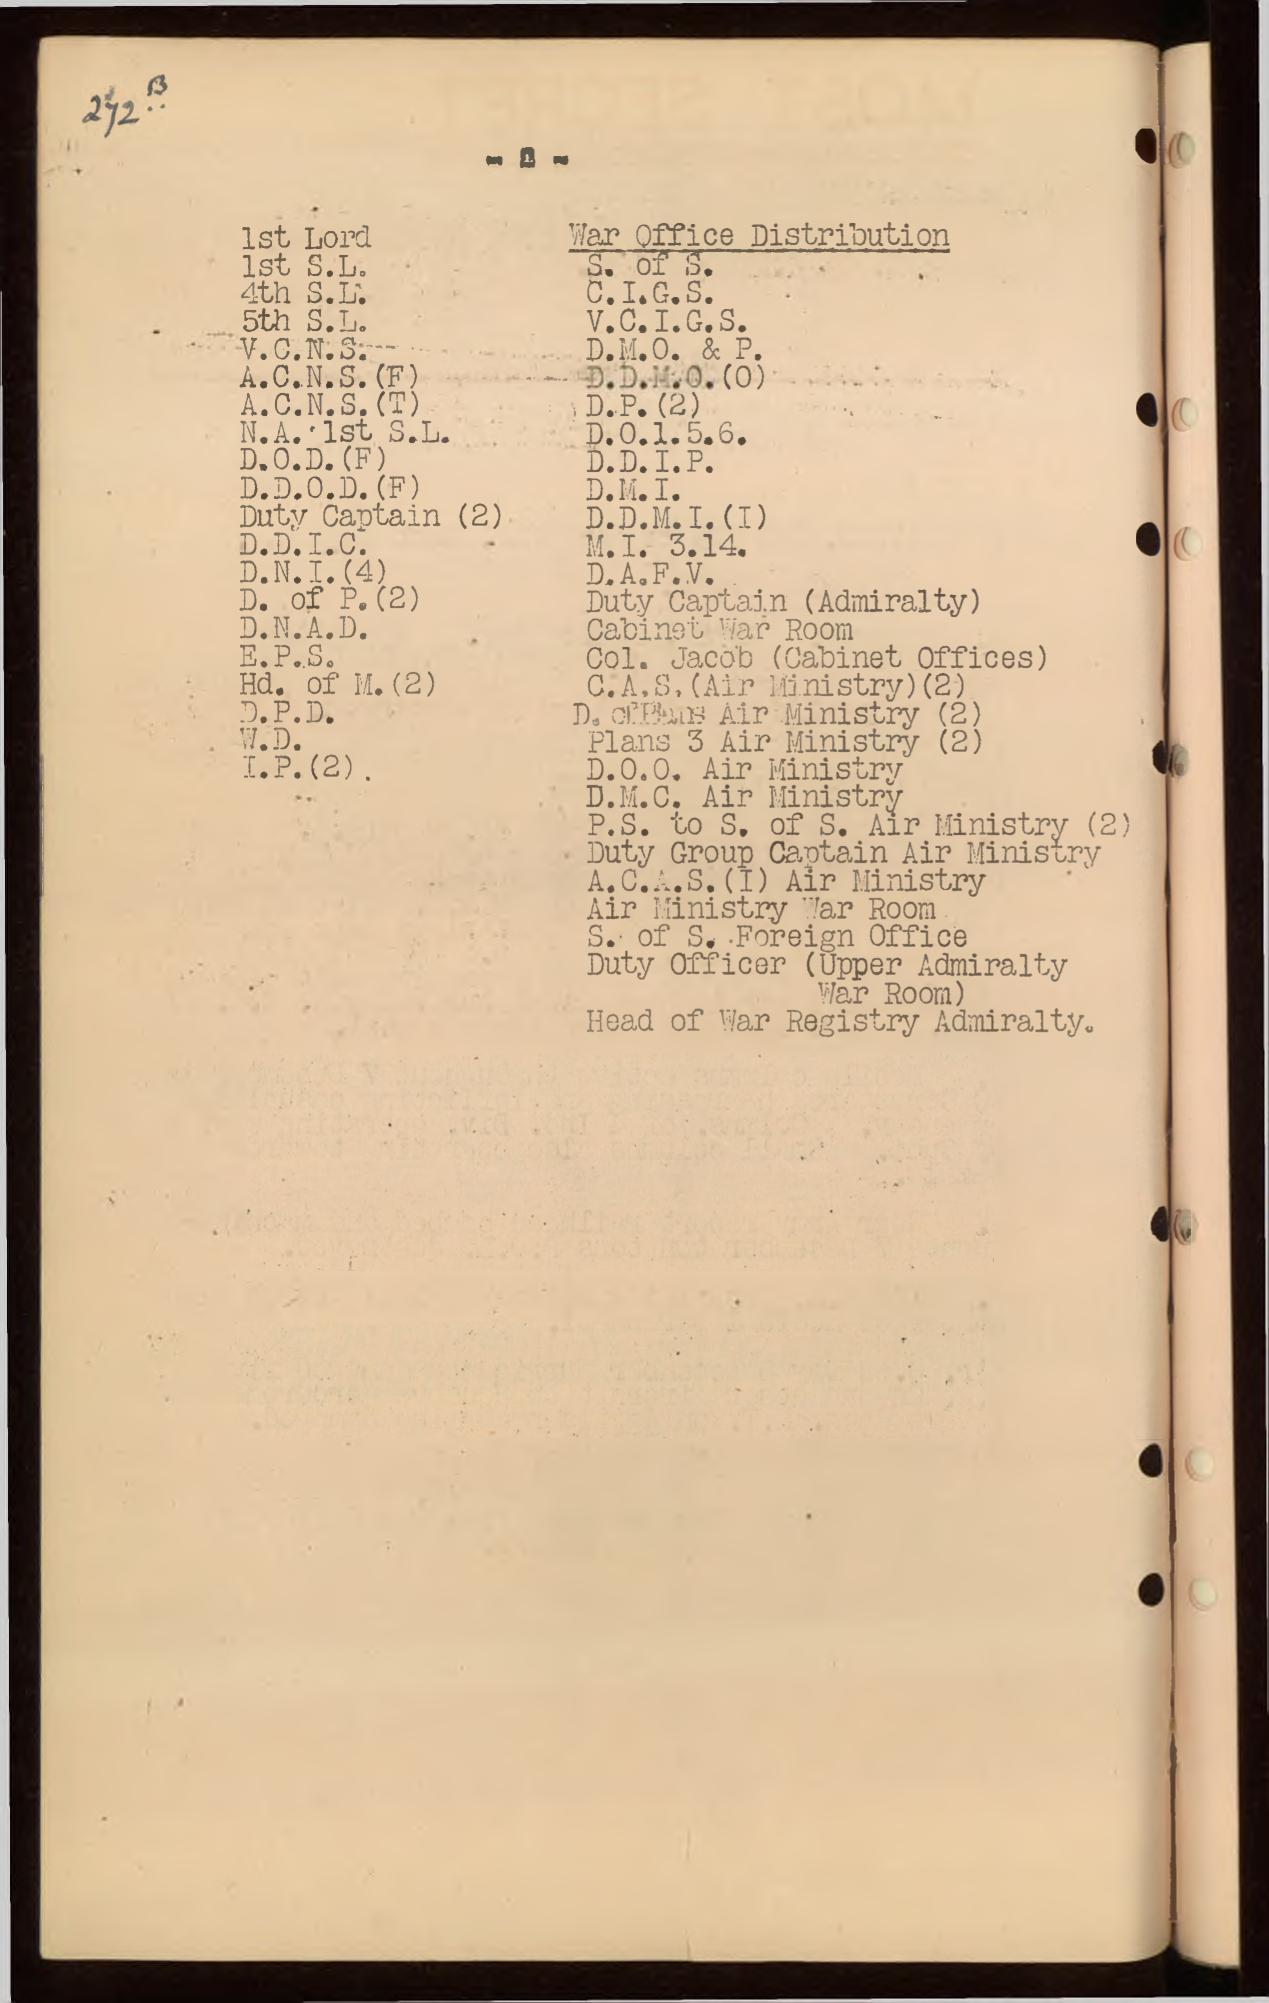 272 B
- 2 -
1st Lord
1st S.L.
4th S.L.
5th S.L.
V.C.N.S.
A.C.N.S.(F)
A.C.N.S.(T)
N.A. 1st S.L.
D.O.D.(F)
D.D.O.D.(F)
Duty Captain (2)
D.D.I.C.
D.N.I.(4)
D. of P.(2)
D.N.A.D.
E.P.S.
Hd. of M.(2)
D.P.D.
W.D.
I.P.(2).
War Office Distribution
S. of S.
C.I.G.S.
V.C.I.G.S.
D.M.O. & P.
D.D.M.O.(O)
D.P.(2)
D.O.1.5.6.
D.D.I.P.
D.M.I.
D.D.M.I.(I)
M.I. 3.14.
D.A.F.V.
Duty Captain (Admiralty)
Cabinet War Room
Col. Jacob (Cabinet Offices)
C.A.S.(Air Ministry)(2)
D. of Plans Air Ministry (2)
Plans 3 Air Ministry (2)
D.O.O. Air Ministry
D.M.C. Air Ministry
P.S. to S. of S. Air Ministry (2)
Duty Group Captain Air Ministry
A.C.A.S.(I) Air Ministry
Air Ministry War Room
S. of S. Foreign Office
Duty Officer (Upper Admiralty
War Room)
Head of War Registry Admiralty.